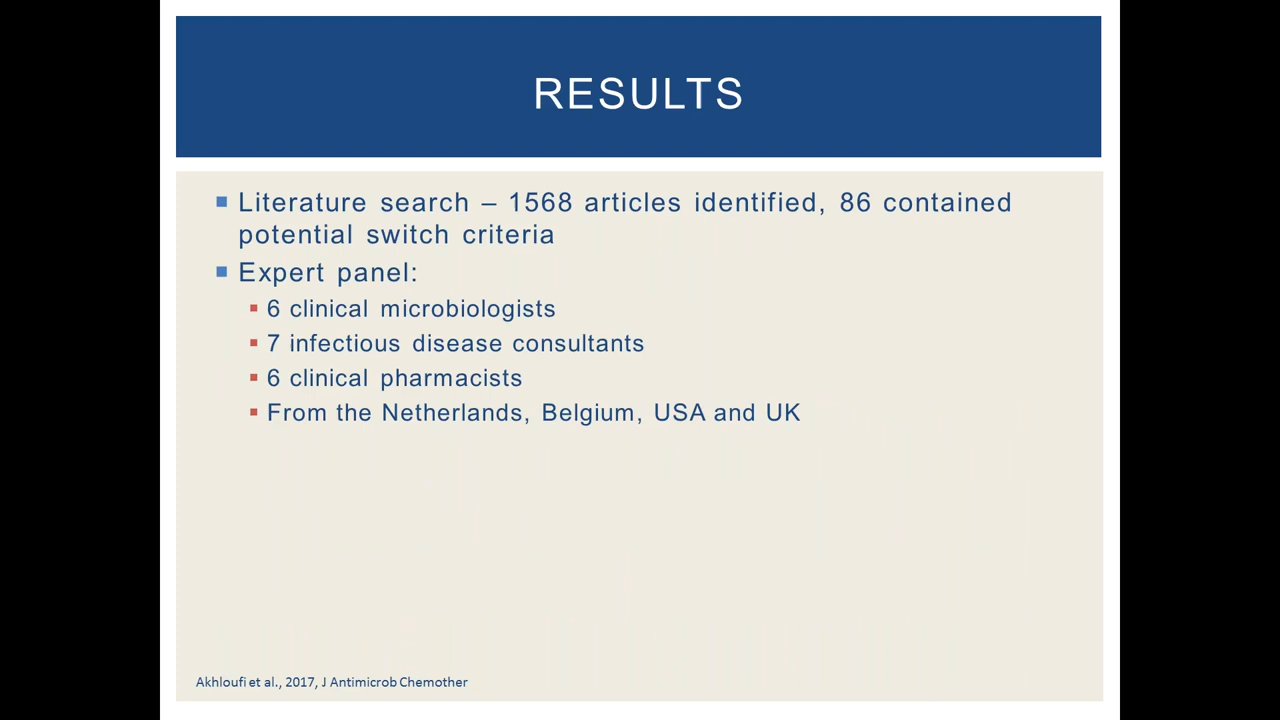 RESULTS
Literature search – 1568 articles identified, 86 contained
potential switch criteria
Expert panel:
6 clinical microbiologists
7 infectious disease consultants
6 clinical pharmacists
From the Netherlands, Belgium, USA and UK
Akhloufi et al., 2017, J Antimicrob Chemother